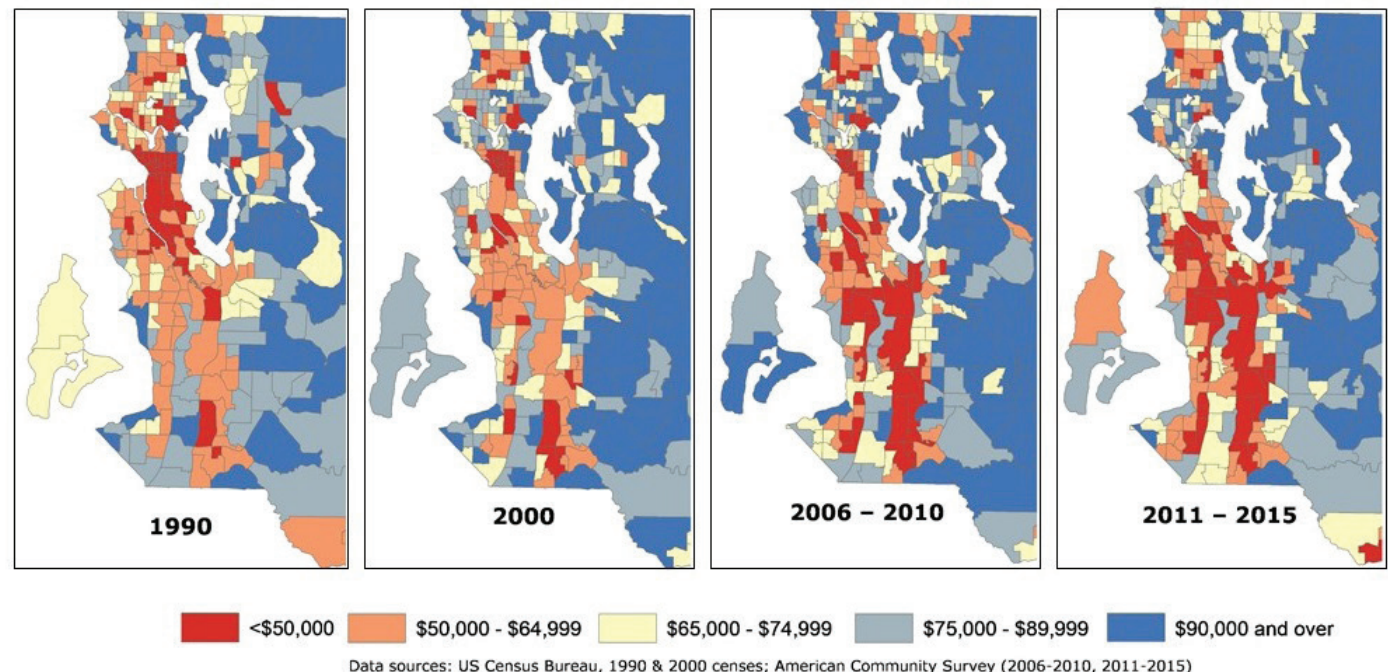 1990
2000
2006 – 2010
2011 – 2015
<$50,000
$50,000 - $64,999
$65,000 - $74,999
$75,000 - $89,999
$90,000 and over
Data sources: US Census Bureau, 1990 & 2000 censes; American Community Survey (2006-2010, 2011-2015)